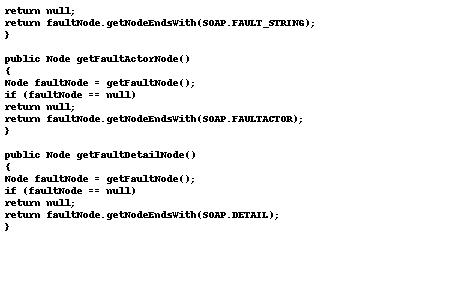 return null;
return faultNode.getNodeEndsWith(SOAP.FAULT_STRING);
}

public Node getFaultActorNode()
{
Node faultNode = getFaultNode();
if (faultNode == null)
return null;
return faultNode.getNodeEndsWith(SOAP.FAULTACTOR);
}

public Node getFaultDetailNode()
{
Node faultNode = getFaultNode();
if (faultNode == null)
return null;
return faultNode.getNodeEndsWith(SOAP.DETAIL);
}